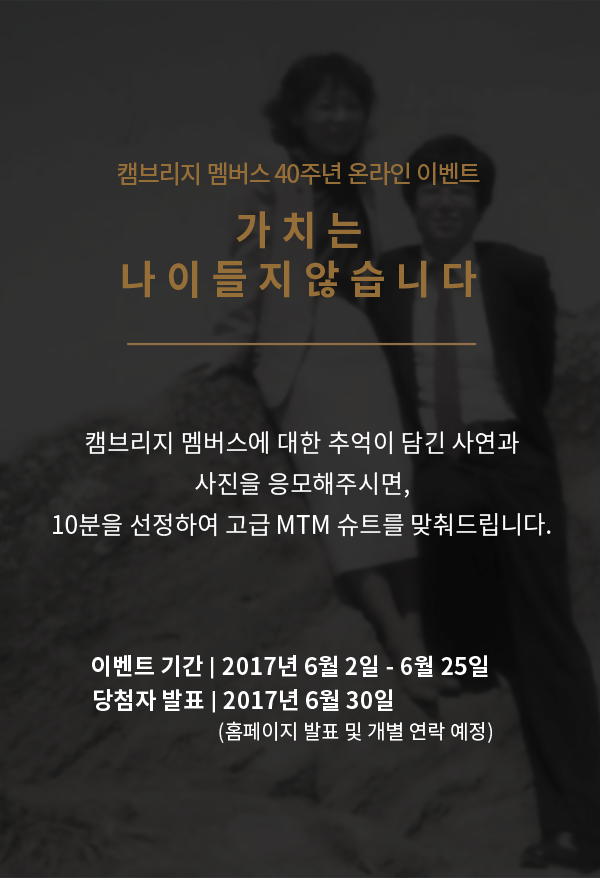 캠브리지 멤버스 40주년 온라인 이벤트
가치는
나이들지않습니다
캠브리지 멤버스에 대한 추억이 담긴 사연과
사진을 응모해주시면,
10분을 선정하여 고급 MTM 슈트를 맞춰드립니다.
이벤트 기간 | 2017년 6월 2일 - 6월 25일
당첨자 발표 | 2017년 6월 30일
(홈페이지 발표 및 개별 연락 예정)